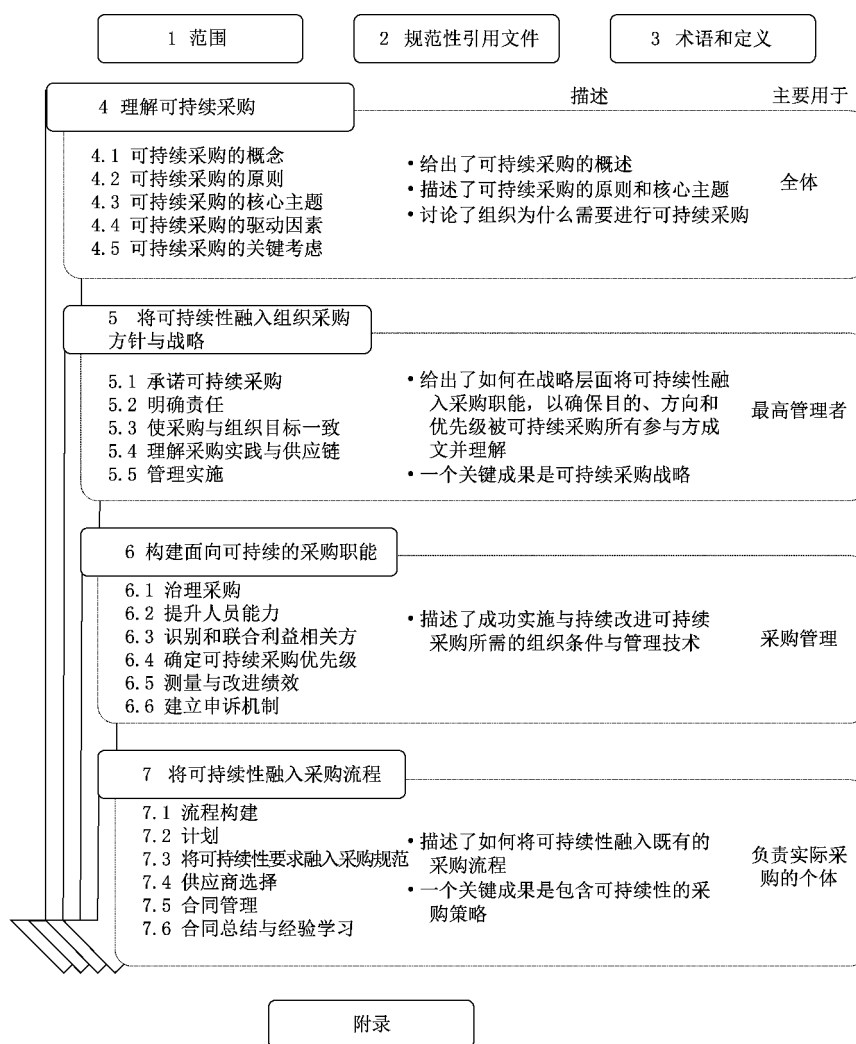 1 范围
2 规范性引用文件
3 术语和定义
4 理解可持续采购
描述
主要用于
4.1 可持续采购的概念
4.2 可持续采购的原则
4.3 可持续采购的核心主题
4.4 可持续采购的驱动因素
4.5 可持续采购的关键考虑
•给出了可持续采购的概述
•描述了可持续采购的原则和核心主题
•讨论了组织为什么需要进行可持续采购
全体
5 将可持续性融入组织采购
方针与战略
5.1 承诺可持续采购
5.2 明确责任
5.3 使采购与组织目标一致
5.4 理解采购实践与供应链
5.5 管理实施
•给出了如何在战略层面将可持续性融
入采购职能，以确保目的、方向和
优先级被可持续采购所有参与方成
文并理解
•一个关键成果是可持续采购战略
最高管理者
6 构建面向可持续的采购职能
6.1 治理采购
6.2 提升人员能力
6.3 识别和联合利益相关方
6.4 确定可持续采购优先级
6.5 测量与改进绩效
6.6 建立申诉机制
•描述了成功实施与持续改进可持续
采购所需的组织条件与管理技术
采购管理
7 将可持续性融入采购流程
7.1 流程构建
7.2 计划
7.3 将可持续性要求融入采购规范
7.4 供应商选择
7.5 合同管理
7.6 合同总结与经验学习
•描述了如何将可持续性融入既有的
采购流程
•一个关键成果是包含可持续性的采
购策略
负责实际采
购的个体
附录